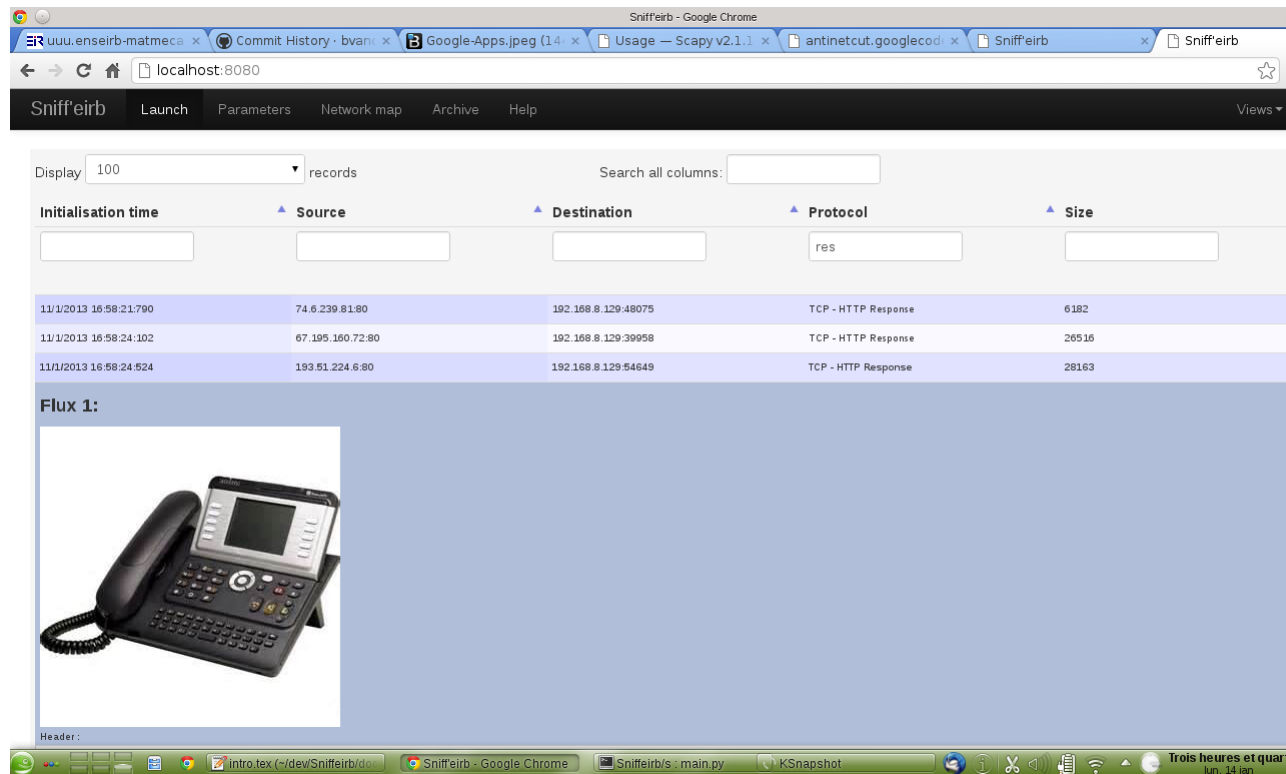 Sniff'eirb - Google Chrome
uuu.enseirb-matmeca
Commit History · bvan
Google-Apps.jpeg (14
Usage — Scapy v2.1.1
antinetcut.googlecod
Sniff'eirb
Sniff'eirb
localhost:8080
Sniff'eirb Launch Parameters Network map Archive Help Views
Display 100 records Search all columns:
Initialisation time Source Destination Protocol Size
res
11/1/2013 16:58:21:790 74.6.239.81:80 192.168.8.129:48075 TCP - HTTP Response 6182
11/1/2013 16:58:24:102 67.195.160.72:80 192.168.8.129:39958 TCP - HTTP Response 26516
11/1/2013 16:58:24:524 193.51.224.6:80 192.168.8.129:54649 TCP - HTTP Response 28163
Flux 1:
Header :
intro.tex (~/dev/Sniffeirb/doc
Sniff'eirb - Google Chrome
Sniffeirb/s : main.py
KSnapshot
Trois heures et quar
lun. 14 jan